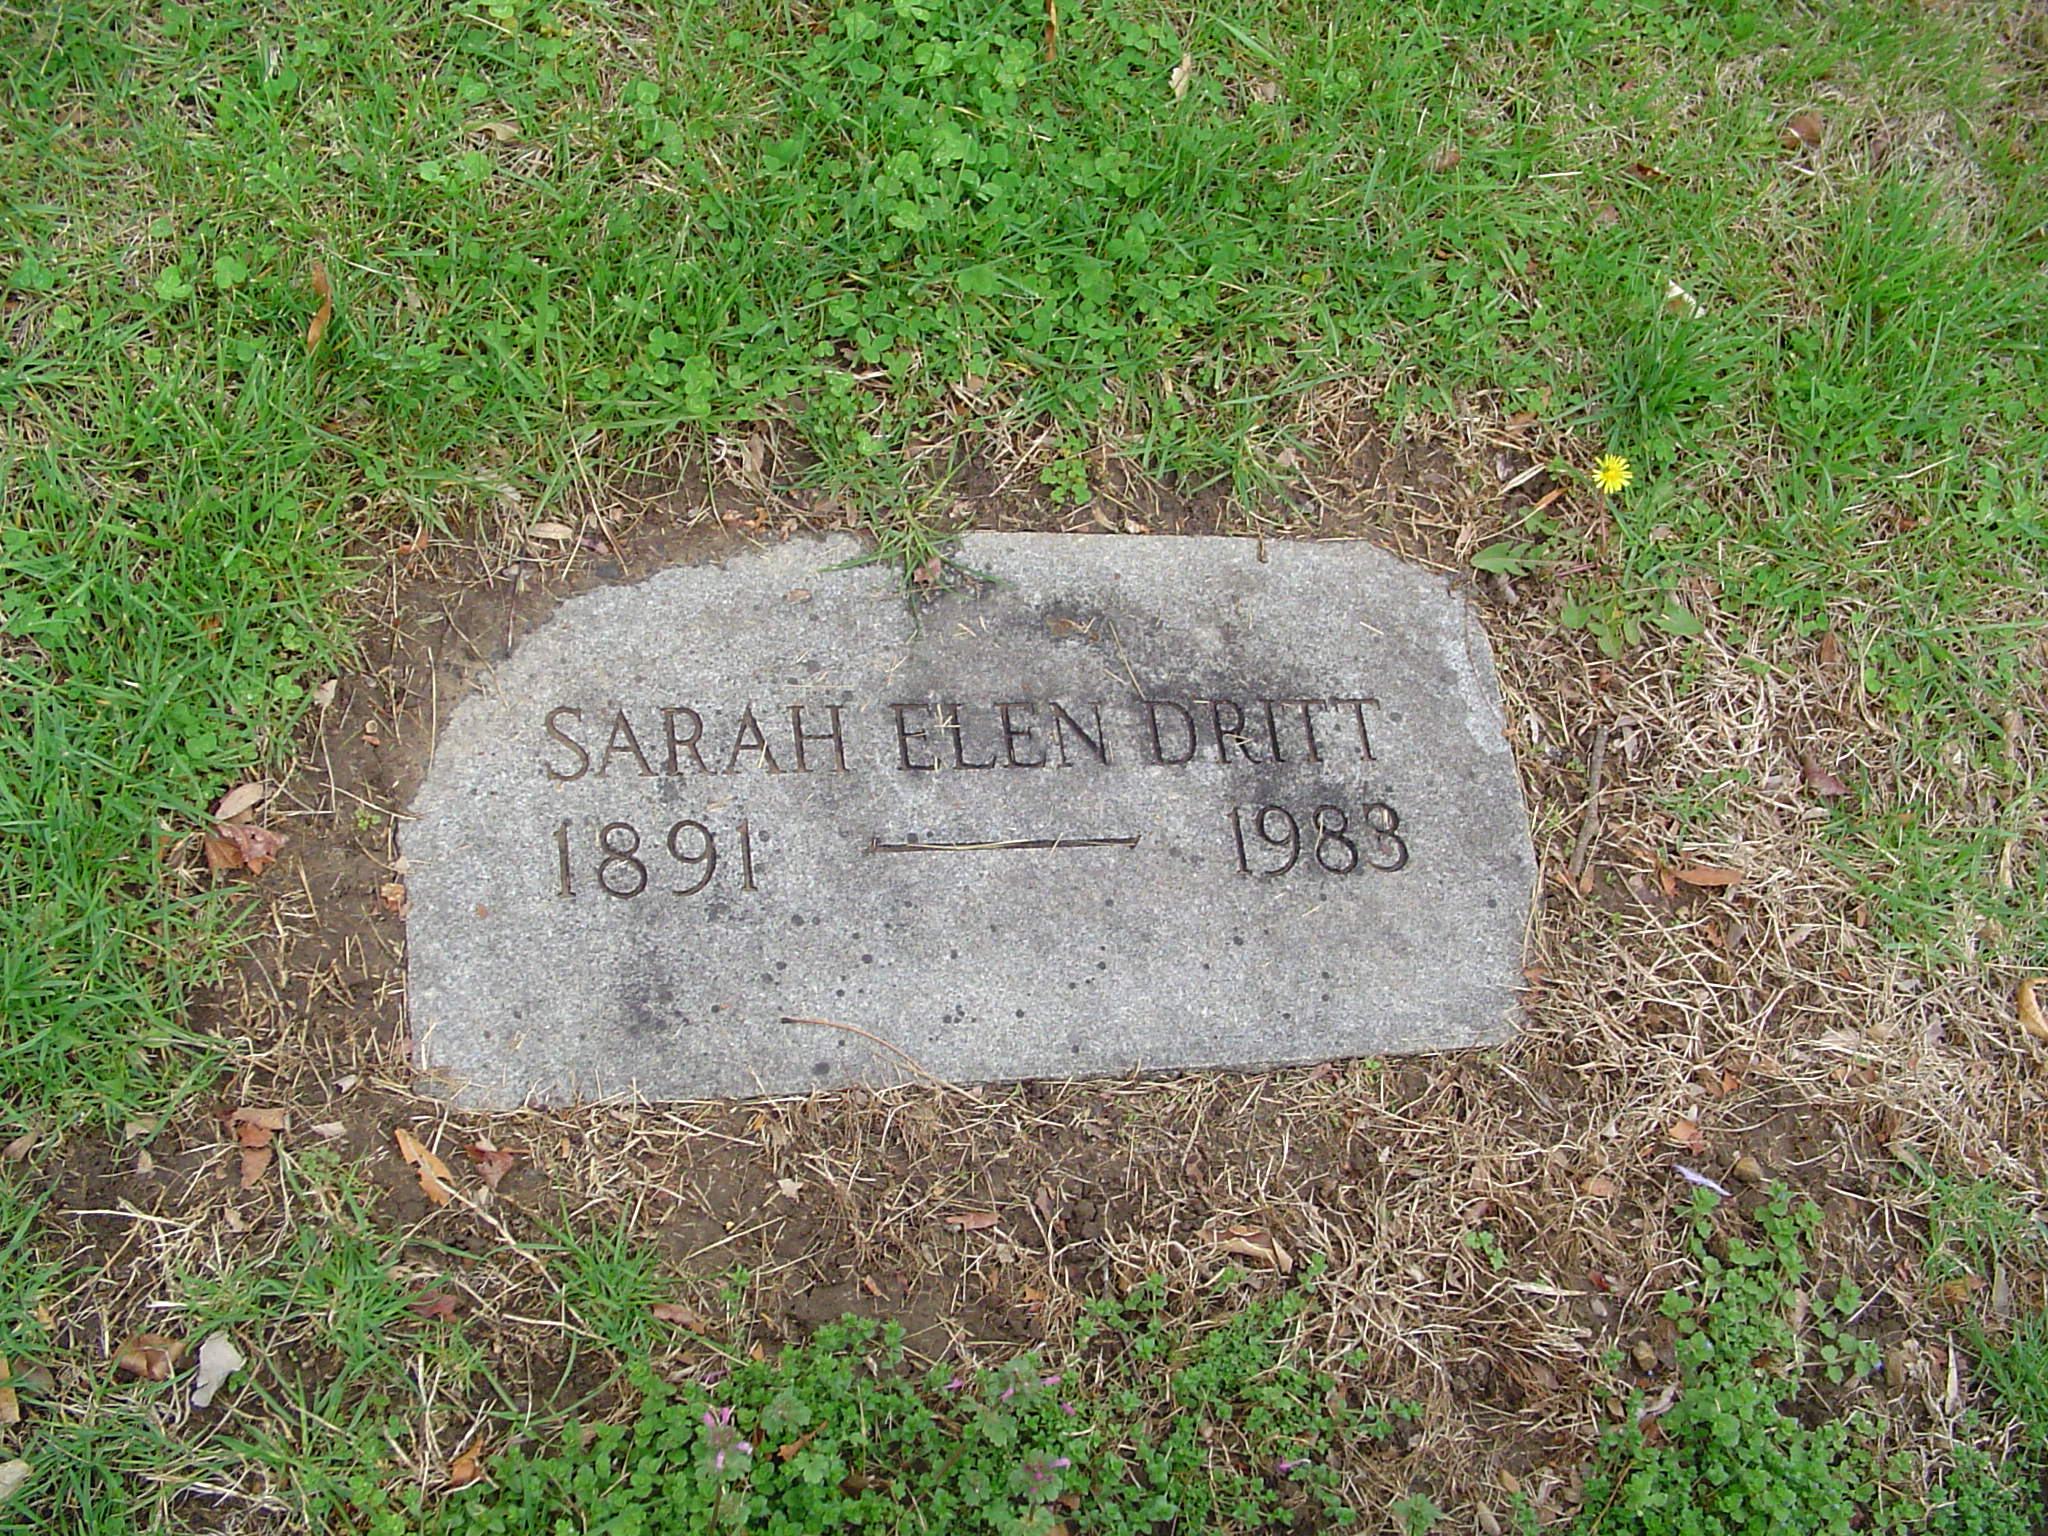 SARAH ELEN DRITT
1891 — 1983